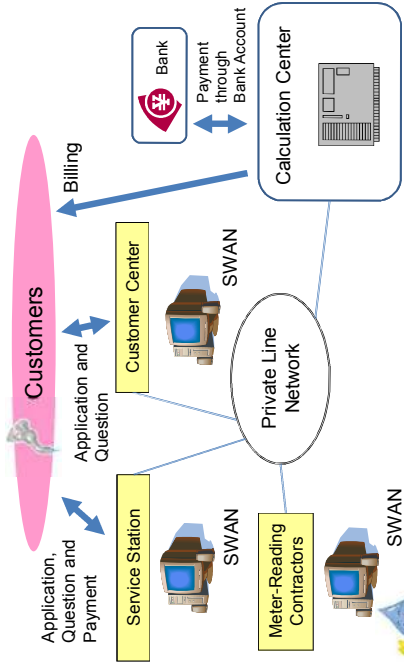 Customers
Application,
Question and
Payment
Application and
Question
Billing
Service Station
Customer Center
Bank
¥
Payment
through
Bank Account
SWAN
SWAN
Private Line
Network
Calculation Center
Meter-Reading
Contractors
SWAN